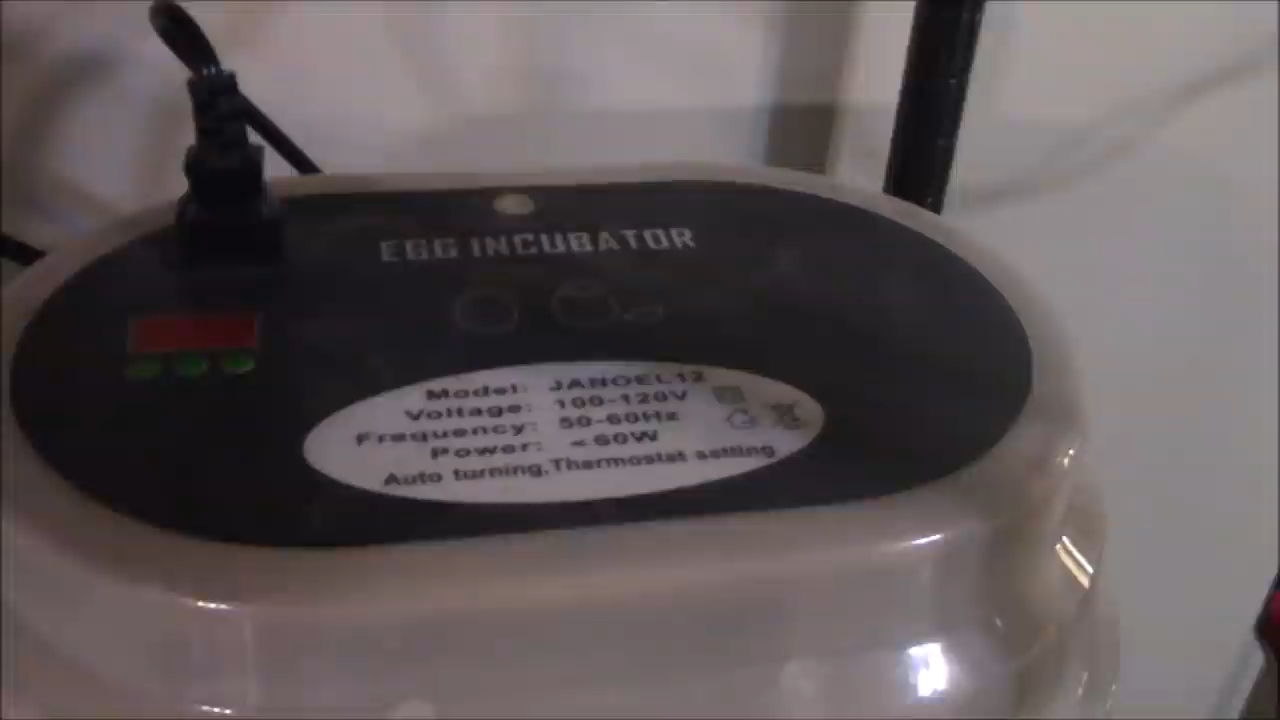 EGG INCUBATOR
Model: JANOEL12
Voltage: 100-120V
Frequency: 50-60Hz
Power: <60W
Auto turning,Thermostat setting